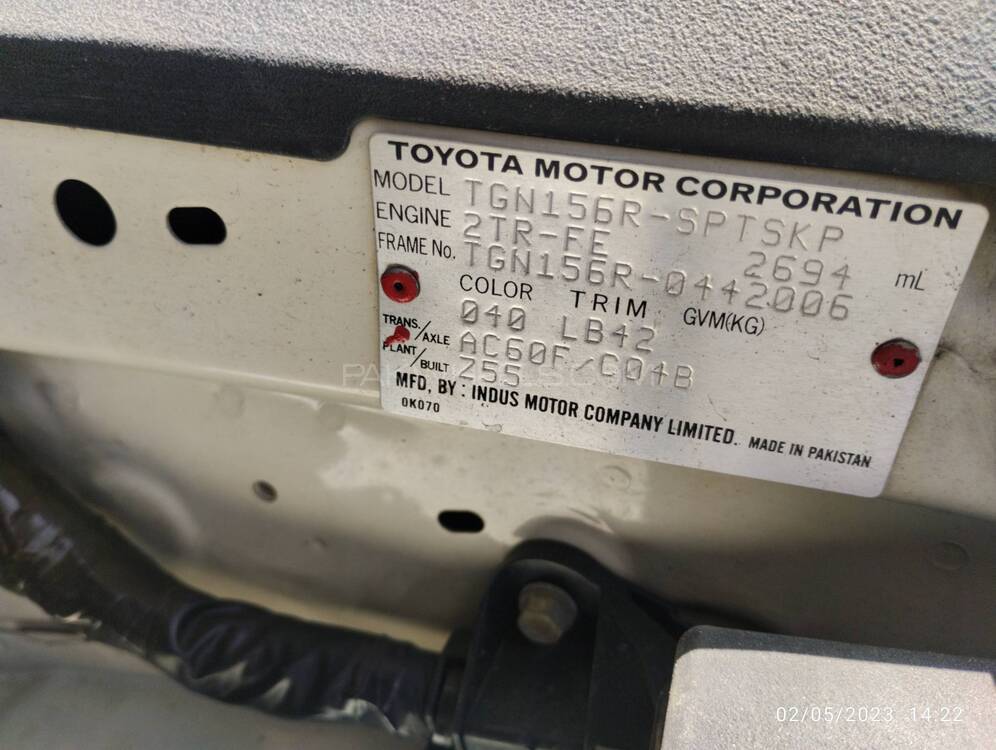 TOYOTA MOTOR CORPORATION
MODEL TGN156R-SPTSKP
ENGINE 2TR-FE 2694 mL
FRAME No. TGN156R-0442006
COLOR TRIM GVM(KG)
040 LB42
TRANS./AXLE AC60F/C04B
PLANT/BUILT Z55
MFD, BY : INDUS MOTOR COMPANY LIMITED. MADE IN PAKISTAN
0K070
02/05/2023 14:22